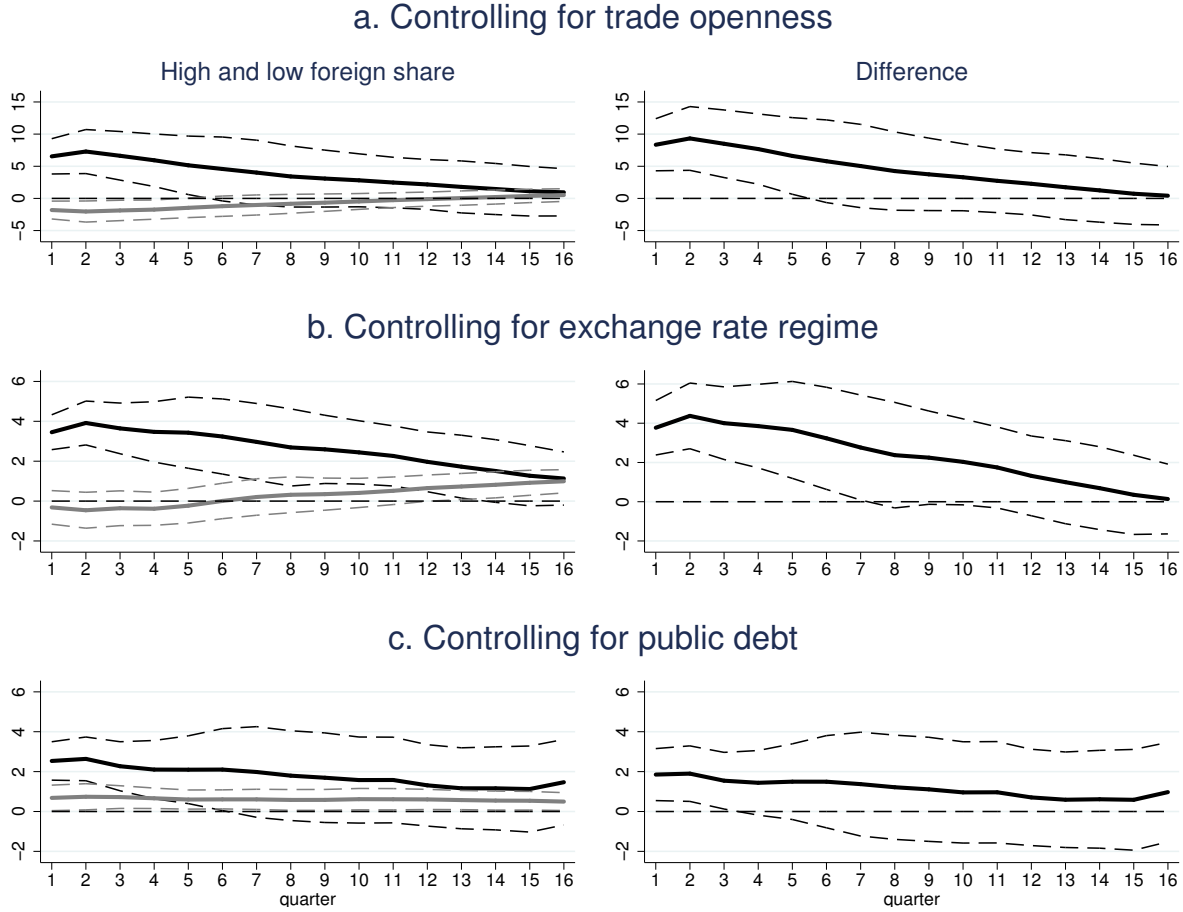 a. Controlling for trade openness
High and low foreign share
Difference
15
10
5
0
−5
1 2 3 4 5 6 7 8 9 10 11 12 13 14 15 16
15
10
5
0
−5
1 2 3 4 5 6 7 8 9 10 11 12 13 14 15 16
b. Controlling for exchange rate regime
6
4
2
0
−2
1 2 3 4 5 6 7 8 9 10 11 12 13 14 15 16
6
4
2
0
−2
1 2 3 4 5 6 7 8 9 10 11 12 13 14 15 16
c. Controlling for public debt
6
4
2
0
−2
1 2 3 4 5 6 7 8 9 10 11 12 13 14 15 16
quarter
6
4
2
0
−2
1 2 3 4 5 6 7 8 9 10 11 12 13 14 15 16
quarter